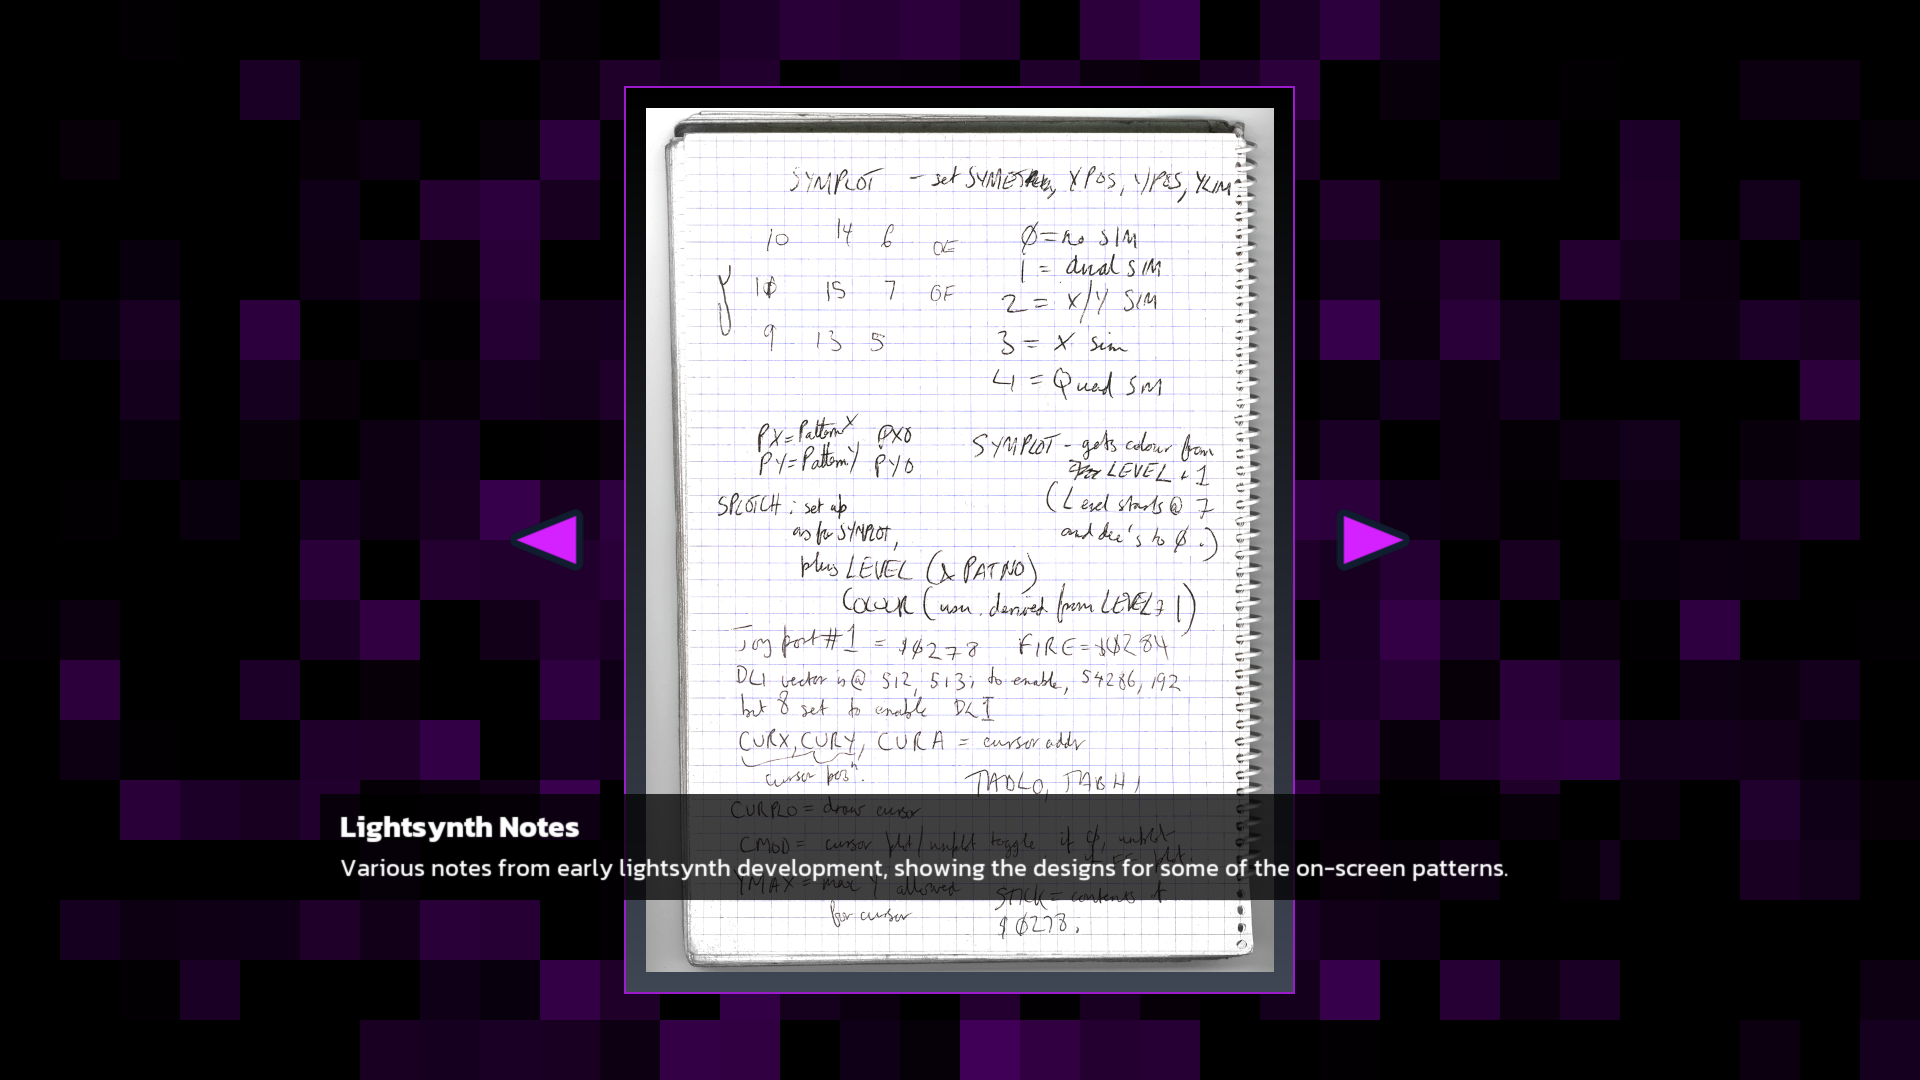 SYMPLOT - set SYMETRY, XPOS, YPOS, YLIM
10 14 6 0E
Y 10 15 7 0F
9 13 5
Ø = no SIM
1 = dual SIM
2 = X/Y SIM
3 = X sim
4 = Quad SIM
PX = Pattern X PXO
PY = Pattern Y PYO
SYMPLOT - gets colour from
LEVEL + 1
(Level starts @ 7
and dec's to Ø.)
SPLOTCH : set up
as for SYMPLOT,
plus LEVEL (& PATNO)
COLOUR (usu. derived from LEVEL + 1)
Joy port #1 = $Ø278 FIRE = $Ø284
DLI vector is @ 512, 513; to enable, 54286, 192
bit 8 set to enable DLI
CURX, CURY, CURA = cursor addr
cursor posn.
TABLO, TABHI
CURPLO = draw cursor
CMOD = cursor plot/unplot toggle if Ø, unplot
plot.
YMAX = max Y allowed
for cursor
STICK = contents of
$Ø278.
Lightsynth Notes
Various notes from early lightsynth development, showing the designs for some of the on-screen patterns.